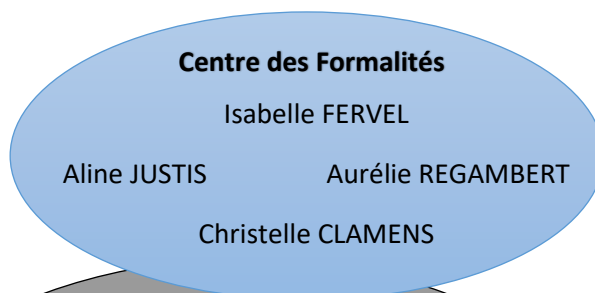 Centre des Formalités
Isabelle FERVEL
Aline JUSTIS Aurélie REGAMBERT
Christelle CLAMENS